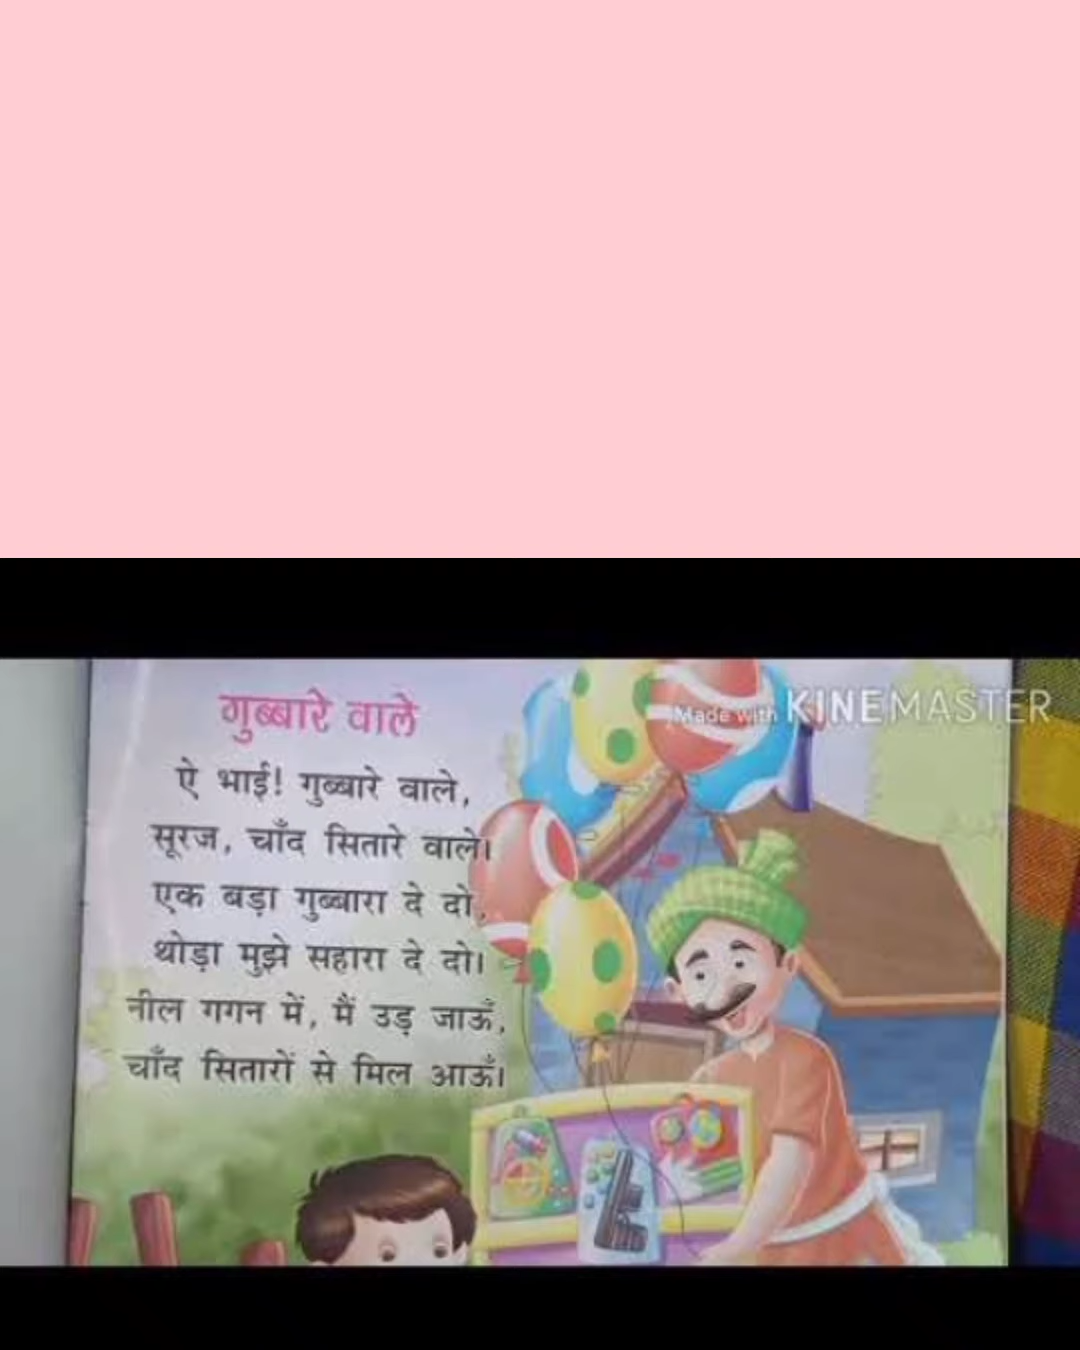 Made with KINEMASTER
गुब्बारे वाले
ऐ भाई! गुब्बारे वाले,
सूरज, चाँद सितारे वाले।
एक बड़ा गुब्बारा दे दो,
थोड़ा मुझे सहारा दे दो।
नील गगन में, मैं उड़ जाऊँ,
चाँद सितारों से मिल आऊँ।